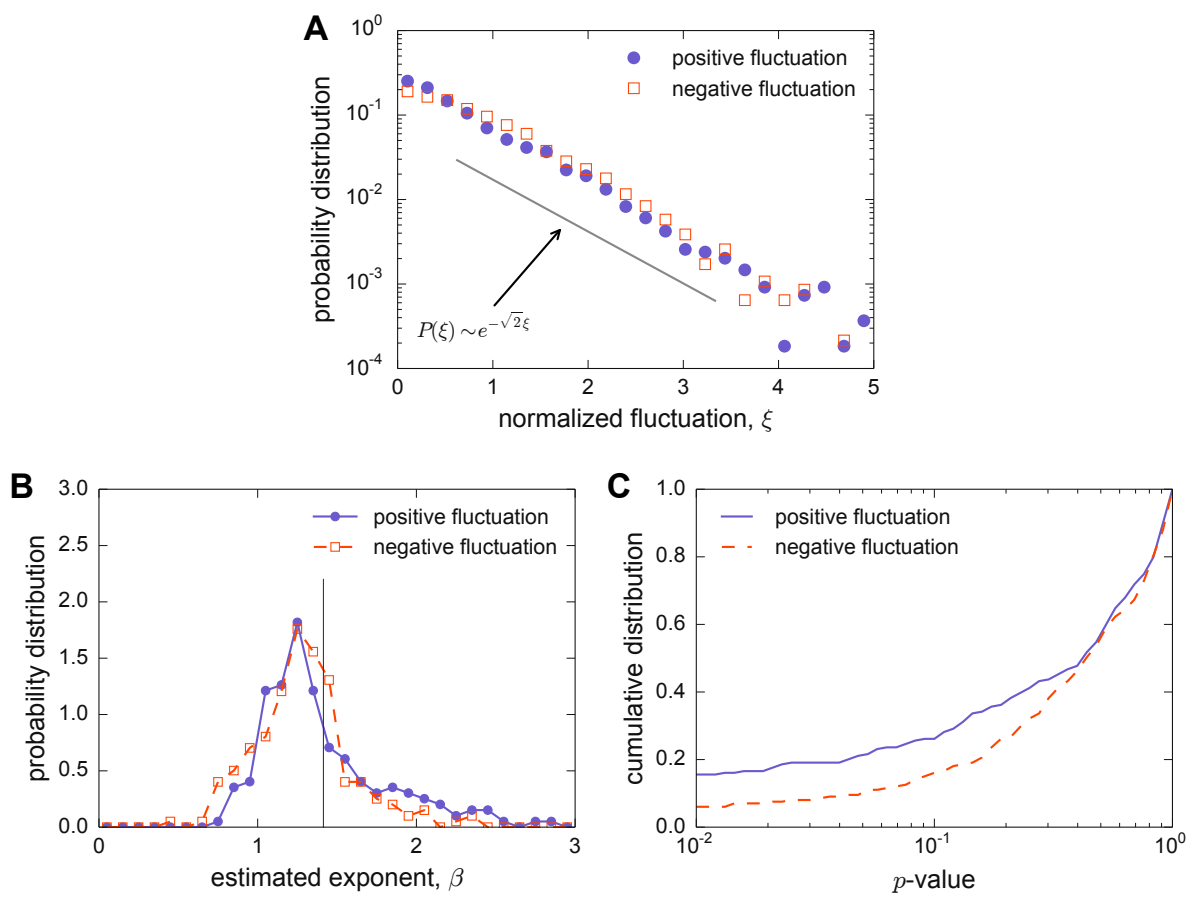 A
10^0
10^-1
10^-2
10^-3
10^-4
probability distribution
positive fluctuation
negative fluctuation
P(ξ) ∼ e^{-√2ξ}
0 1 2 3 4 5
normalized fluctuation, ξ
B
3.0
2.5
2.0
1.5
1.0
0.5
0.0
probability distribution
positive fluctuation
negative fluctuation
0 1 2 3
estimated exponent, β
C
1.0
0.8
0.6
0.4
0.2
0.0
cumulative distribution
positive fluctuation
negative fluctuation
10^-2 10^-1 10^0
p-value